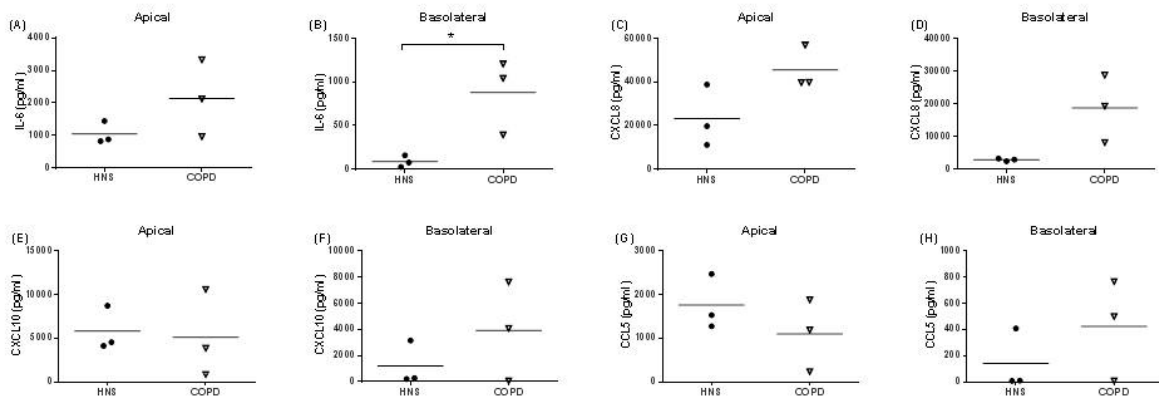 (A) Apical
IL-6 (pg/ml)
4000
3000
2000
1000
0
HNS COPD
(B) Basolateral
IL-6 (pg/ml)
1500
1000
500
0
*
HNS COPD
(C) Apical
CXCL8 (pg/ml)
60000
40000
20000
0
HNS COPD
(D) Basolateral
CXCL8 (pg/ml)
40000
30000
20000
10000
0
HNS COPD
(E) Apical
CXCL10 (pg/ml)
15000
10000
5000
0
HNS COPD
(F) Basolateral
CXCL10 (pg/ml)
10000
8000
6000
4000
2000
0
HNS COPD
(G) Apical
CCL5 (pg/ml)
3000
2000
1000
0
HNS COPD
(H) Basolateral
CCL5 (pg/ml)
1000
800
600
400
200
0
HNS COPD